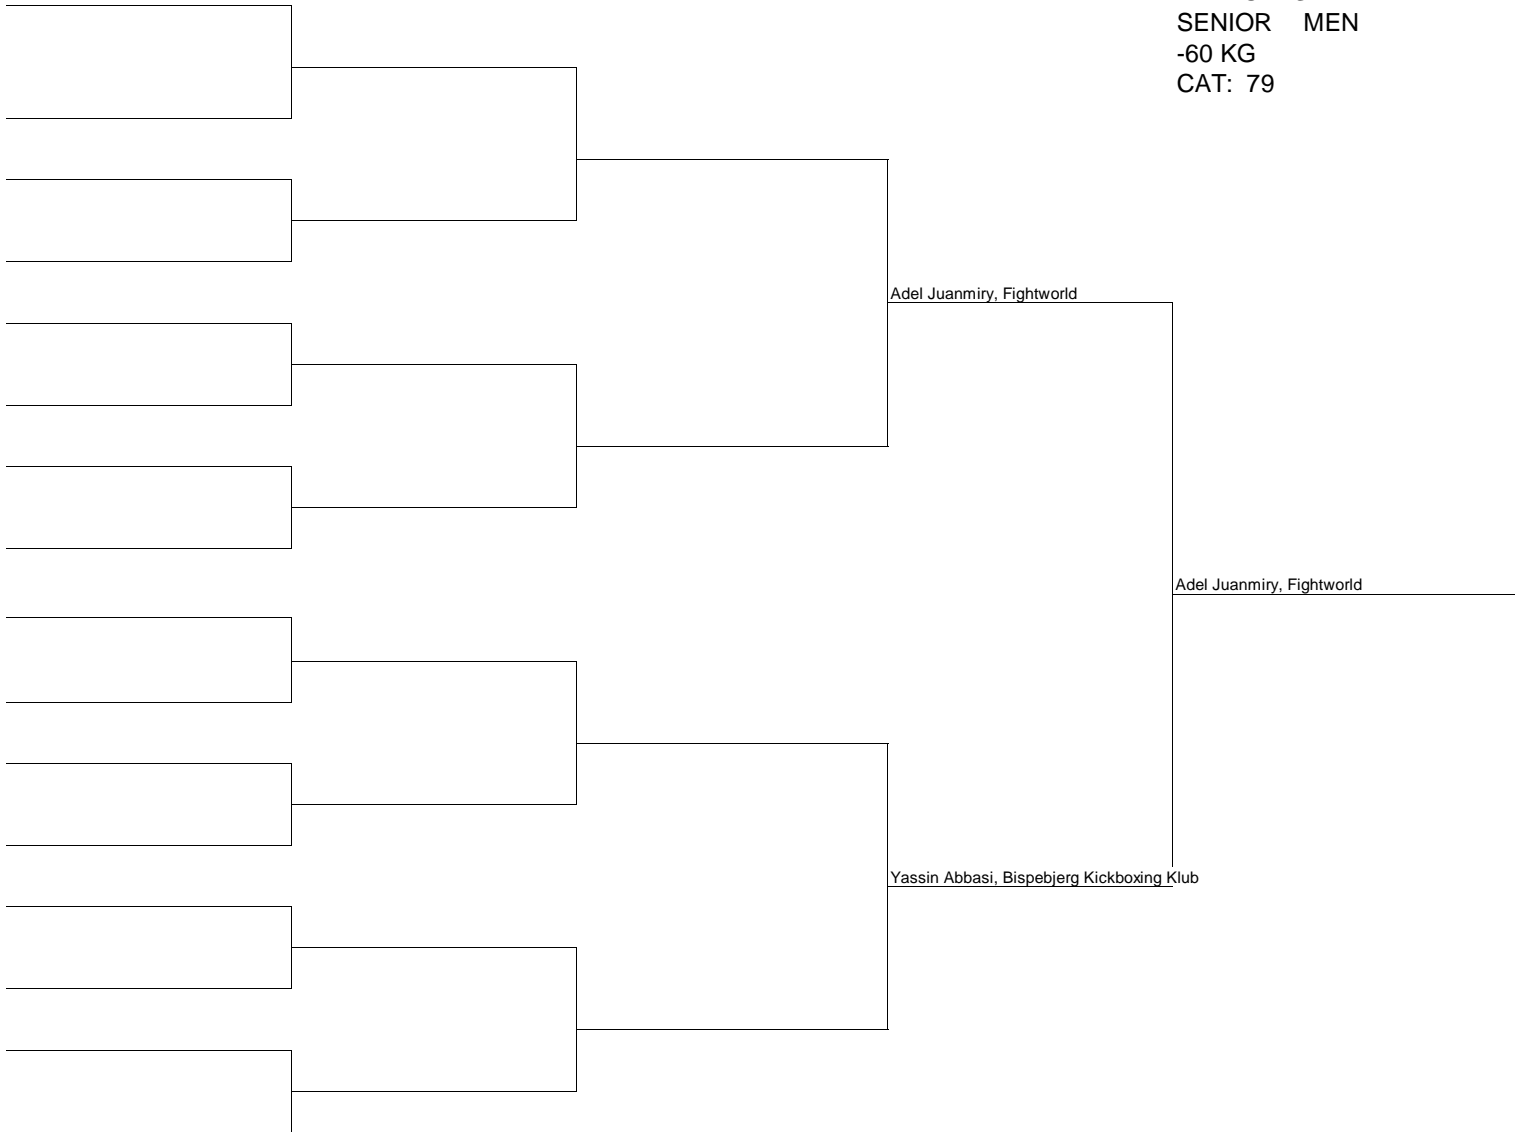 SENIOR MEN
-60 KG
CAT: 79
Adel Juanmiry, Fightworld
Adel Juanmiry, Fightworld
Yassin Abbasi, Bispebjerg Kickboxing Klub